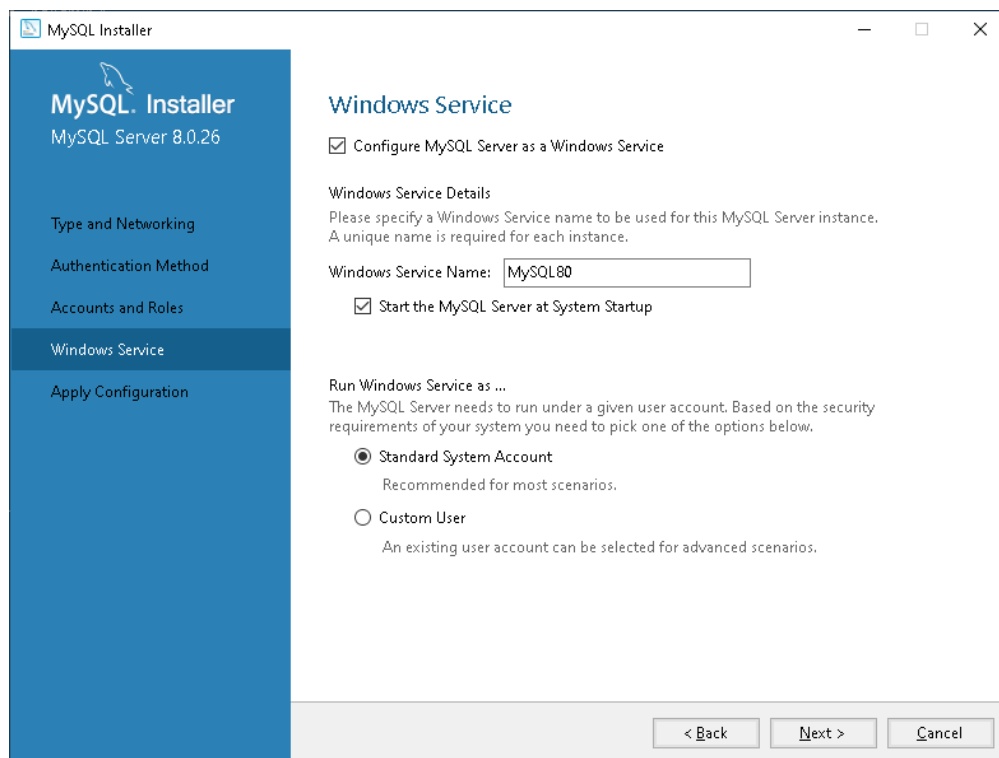 MySQL Installer
MySQL. Installer
MySQL Server 8.0.26
Type and Networking
Authentication Method
Accounts and Roles
Windows Service
Apply Configuration
Windows Service
Configure MySQL Server as a Windows Service
Windows Service Details
Please specify a Windows Service name to be used for this MySQL Server instance.
A unique name is required for each instance.
Windows Service Name: MySQL80
Start the MySQL Server at System Startup
Run Windows Service as ...
The MySQL Server needs to run under a given user account. Based on the security
requirements of your system you need to pick one of the options below.
Standard System Account
Recommended for most scenarios.
Custom User
An existing user account can be selected for advanced scenarios.
< Back Next > Cancel